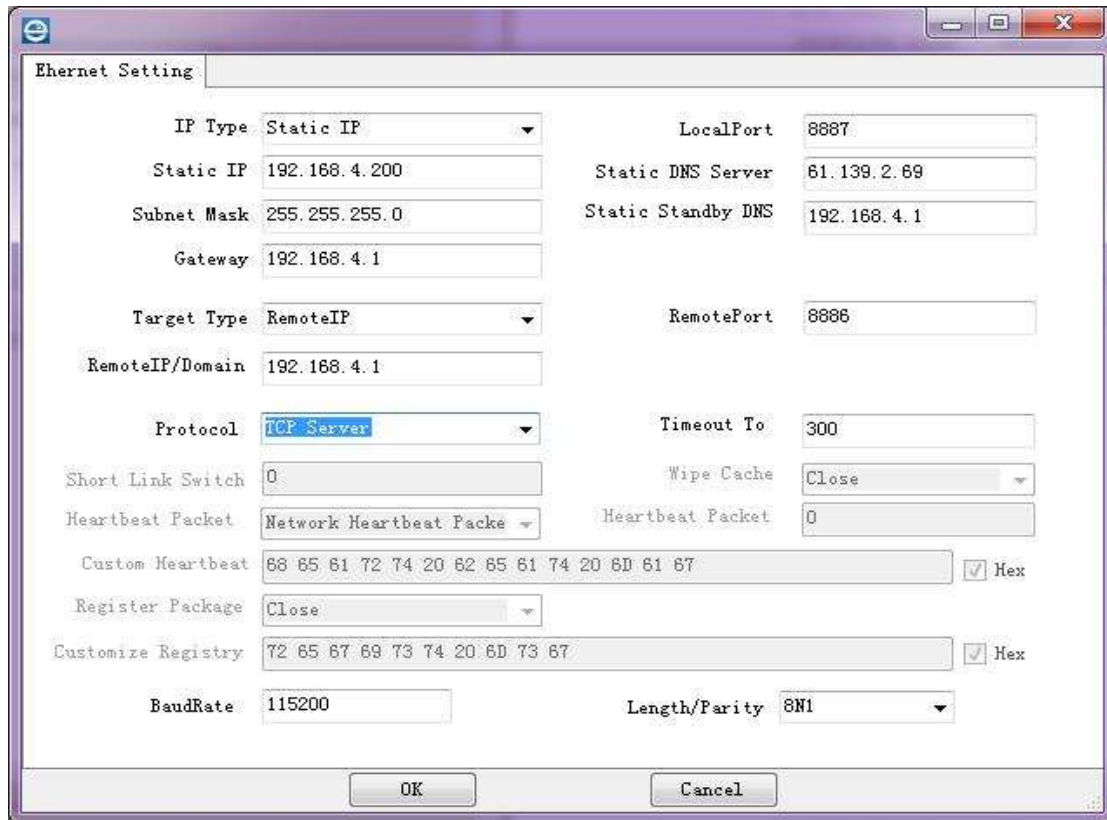 Ehernet Setting
IP Type Static IP LocalPort 8887
Static IP 192.168.4.200 Static DNS Server 61.139.2.69
Subnet Mask 255.255.255.0 Static Standby DNS 192.168.4.1
Gateway 192.168.4.1
Target Type RemoteIP RemotePort 8886
RemoteIP/Domain 192.168.4.1
Protocol TCP Server Timeout To 300
Short Link Switch 0 Wipe Cache Close
Heartbeat Packet Network Heartbeat Packe Heartbeat Packet 0
Custom Heartbeat 68 65 61 72 74 20 62 65 61 74 20 6D 61 67 Hex
Register Package Close
Customize Registry 72 65 67 69 73 74 20 6D 73 67 Hex
BaudRate 115200 Length/Parity 8N1
OK Cancel